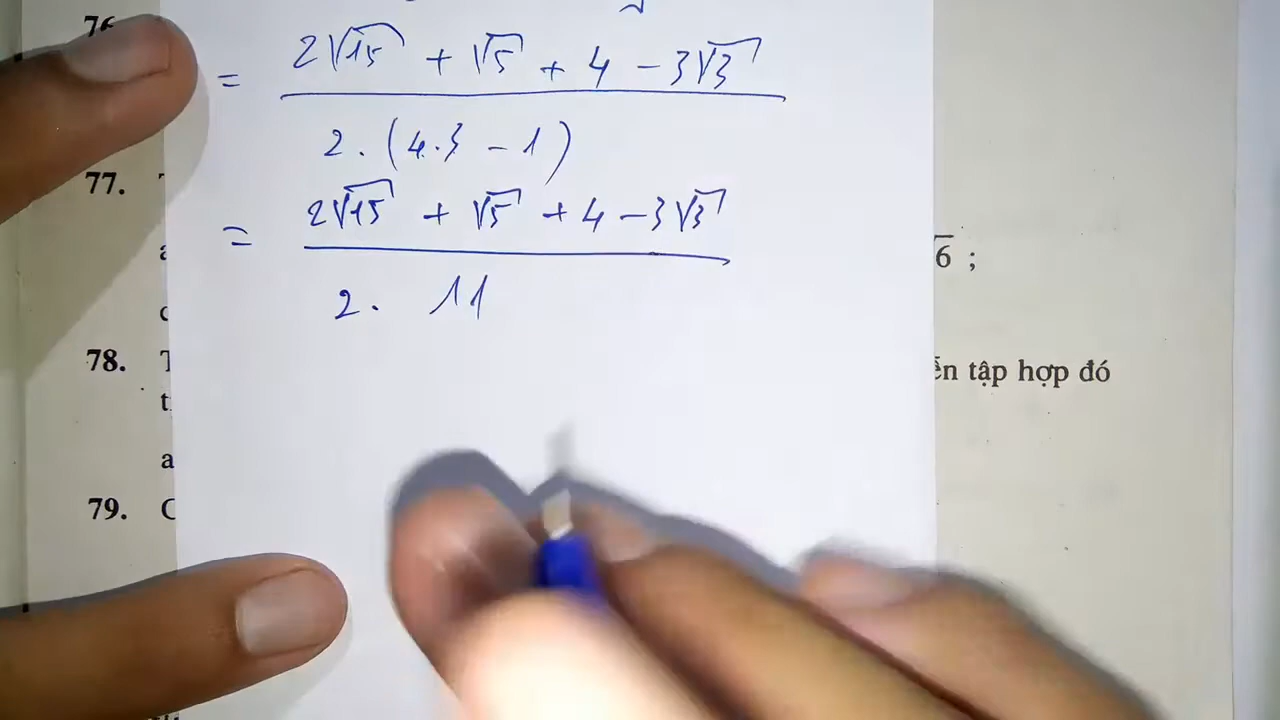 76
= 2√15 + √5 + 4 - 3√3
2. (4.3 - 1)
77.
= 2√15 + √5 + 4 - 3√3
√6 ;
2. 11
78.
tập hợp đó
79.